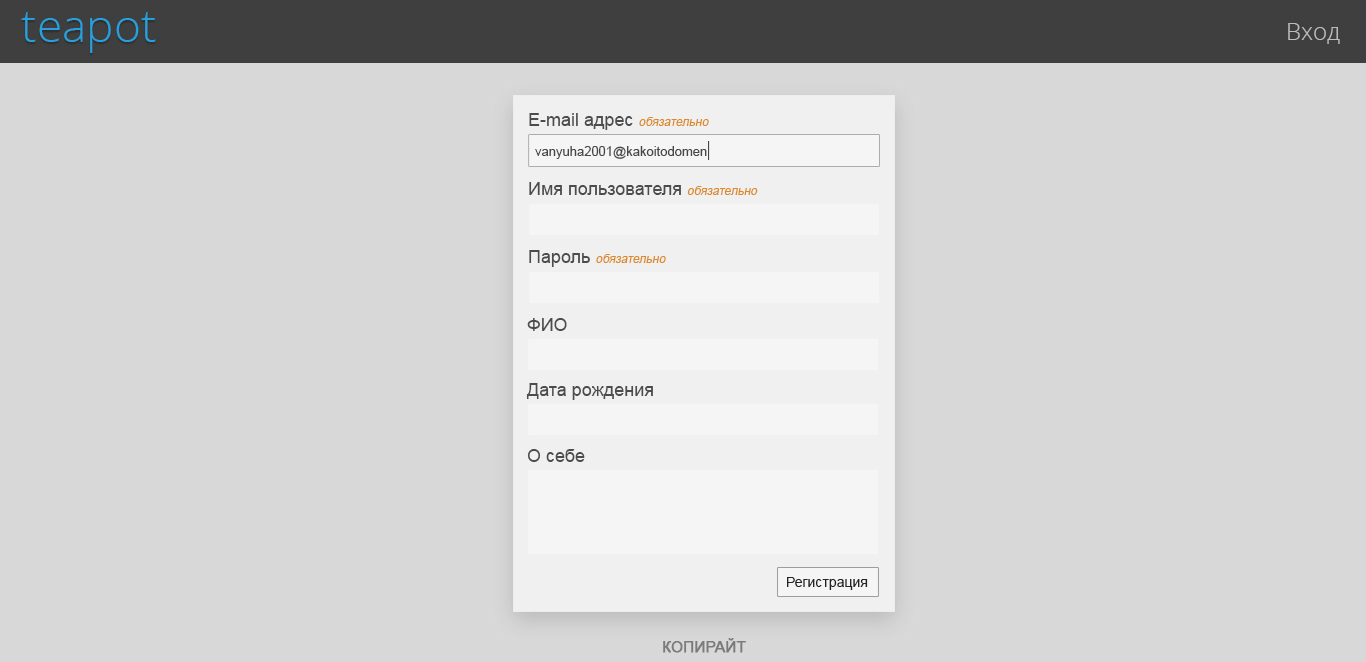 teapot
Вход
E-mail адрес обязательно
vanyuha2001@kakoitodomen
Имя пользователя обязательно
Пароль обязательно
ФИО
Дата рождения
О себе
Регистрация
КОПИРАЙТ